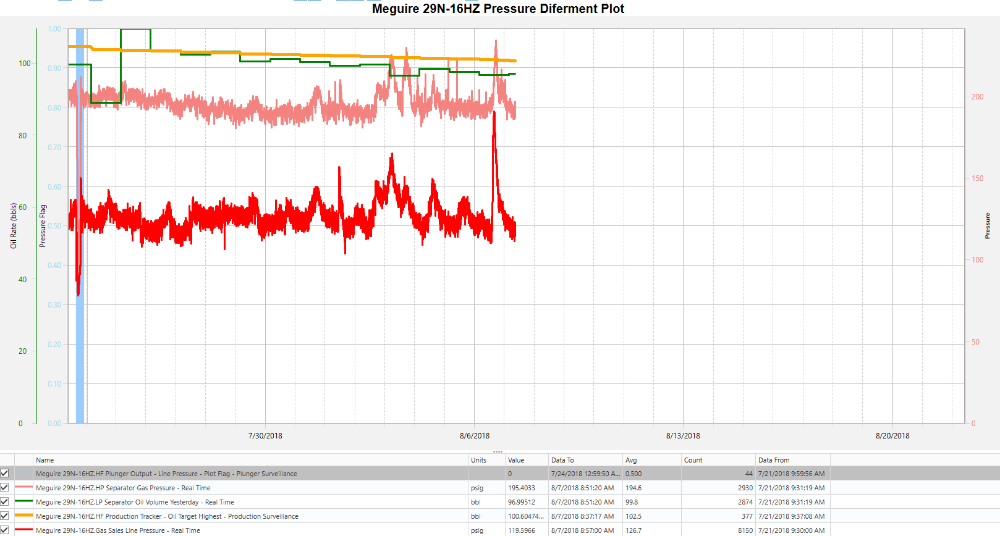 Meguire 29N-16HZ Pressure Diferment Plot
1.00
100
0.90
0.80
200
80
0.70
150
0.60
60
Oil Rate (bbls)
Pressure Flag
Pressure
0.50
40
0.40
100
0.30
20
0.20
50
0.10
0
0.00
0
7/30/2018 8/6/2018 8/13/2018 8/20/2018
Name Units Value Data To Avg Count Data From
Meguire 29N-16HZ.HF Plunger Output - Line Pressure - Plot Flag - Plunger Surveillance 0 7/24/2018 12:59:50 A... 0.500 44 7/21/2018 9:59:56 AM
Meguire 29N-16HZ.HP Separator Gas Pressure - Real Time psig 195.4033 8/7/2018 8:51:20 AM 194.6 2930 7/21/2018 9:31:19 AM
Meguire 29N-16HZ.LP Separator Oil Volume Yesterday - Real Time bbl 96.99512 8/7/2018 8:51:20 AM 99.8 2874 7/21/2018 9:31:19 AM
Meguire 29N-16HZ.HF Production Tracker - Oil Target Highest - Production Surveillance bbl 100.60474... 8/7/2018 8:37:17 AM 102.5 377 7/21/2018 9:37:08 AM
Meguire 29N-16HZ.Gas Sales Line Pressure - Real Time psig 119.5966 8/7/2018 8:57:00 AM 126.7 8150 7/21/2018 9:30:00 AM